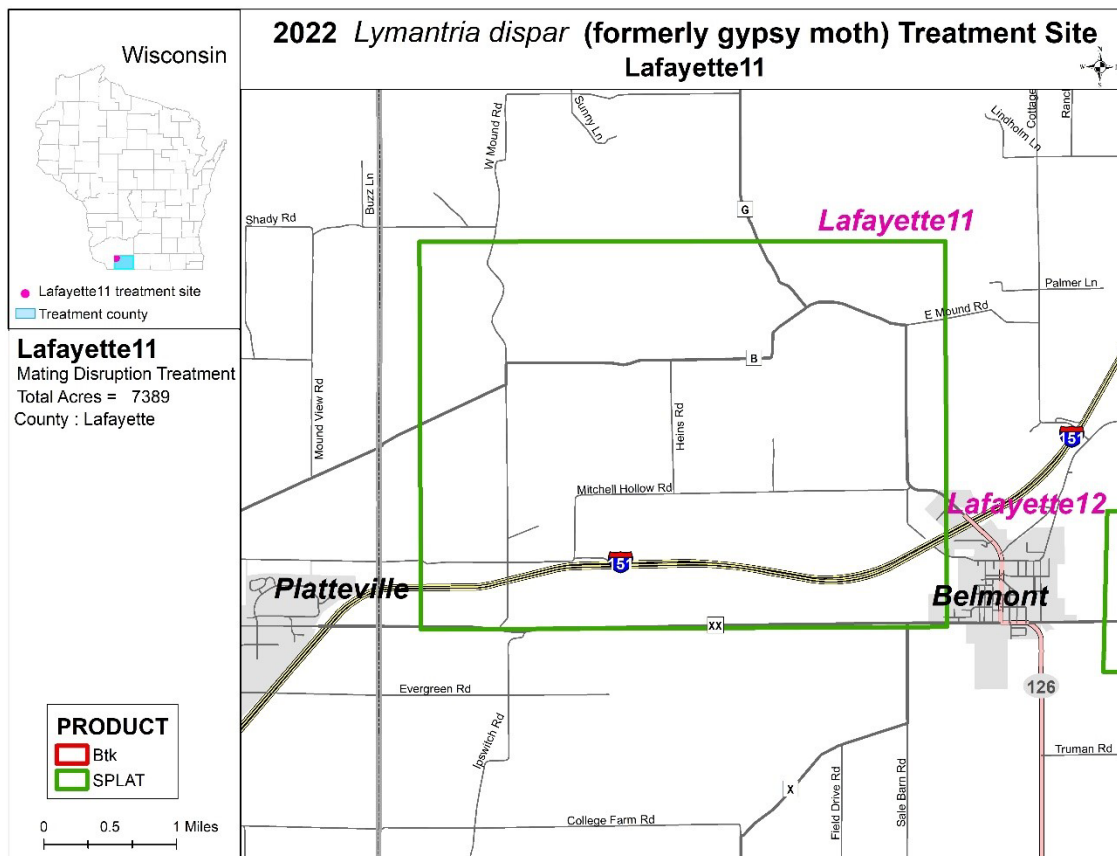 2022 Lymantria dispar (formerly gypsy moth) Treatment Site
Lafayette11
Wisconsin
Lafayette11 treatment site
Treatment county
Lafayette11
Mating Disruption Treatment
Total Acres = 7389
County : Lafayette
PRODUCT
Btk
SPLAT
0 0.5 1 Miles
Sunny Ln
W Mound Rd
Lindholm Ln
Cottage
Ranch
Buzz Ln
Shady Rd
G
Lafayette11
Palmer Ln
E Mound Rd
B
Mound View Rd
Heins Rd
151
Mitchell Hollow Rd
Lafayette12
151
Platteville
Belmont
XX
Evergreen Rd
126
Ipswitch Rd
Truman Rd
X
Field Drive Rd
Sale Barn Rd
College Farm Rd